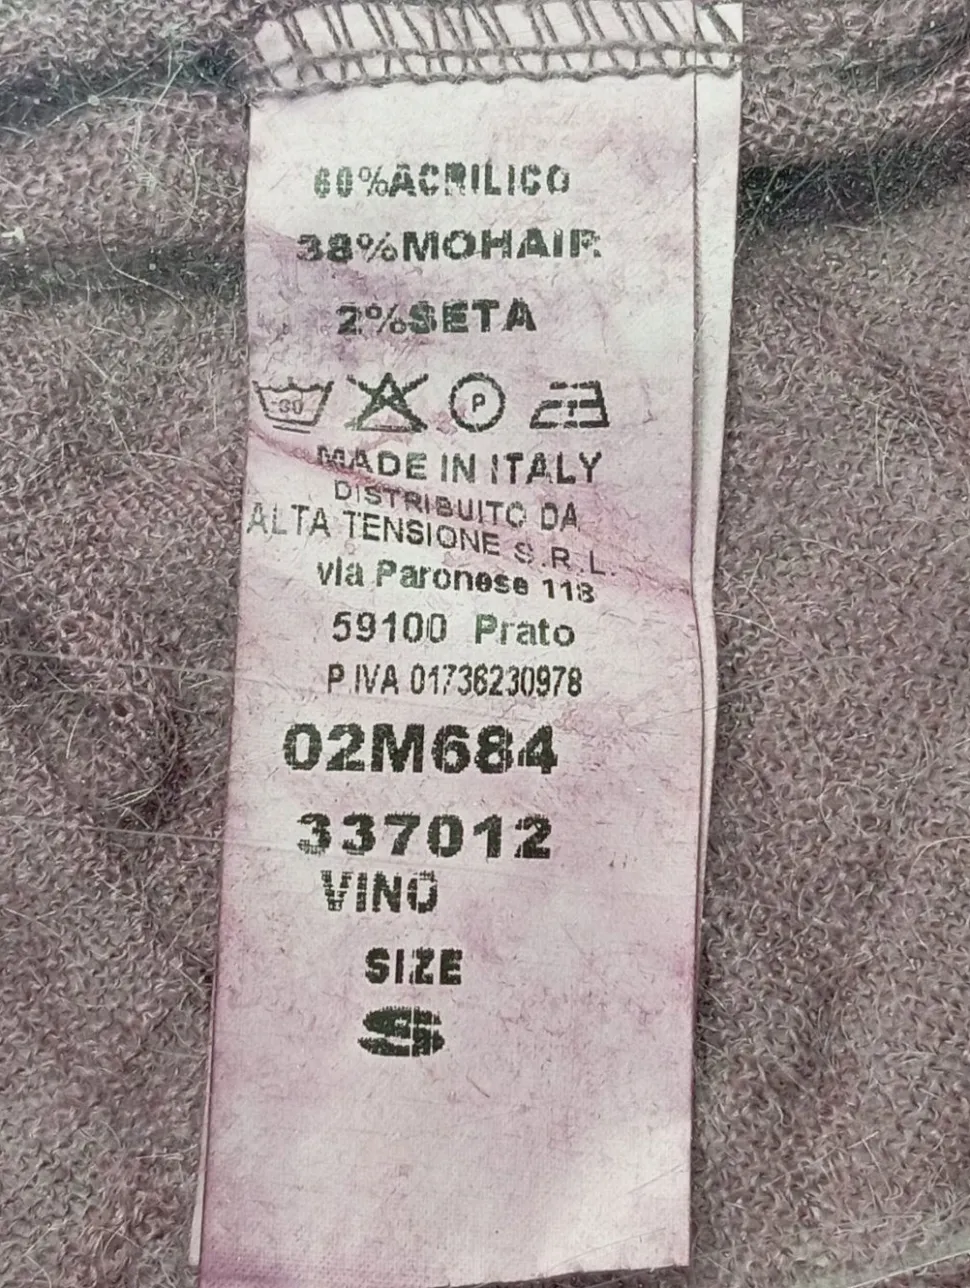 60%ACRILICO
38%MOHAIR
2%SETA
30 P
MADE IN ITALY
DISTRIBUITO DA
ALTA TENSIONE S.R.L.
via Paronese 118
59100 Prato
P.IVA 01736230978
02M684
337012
VINO
SIZE
S